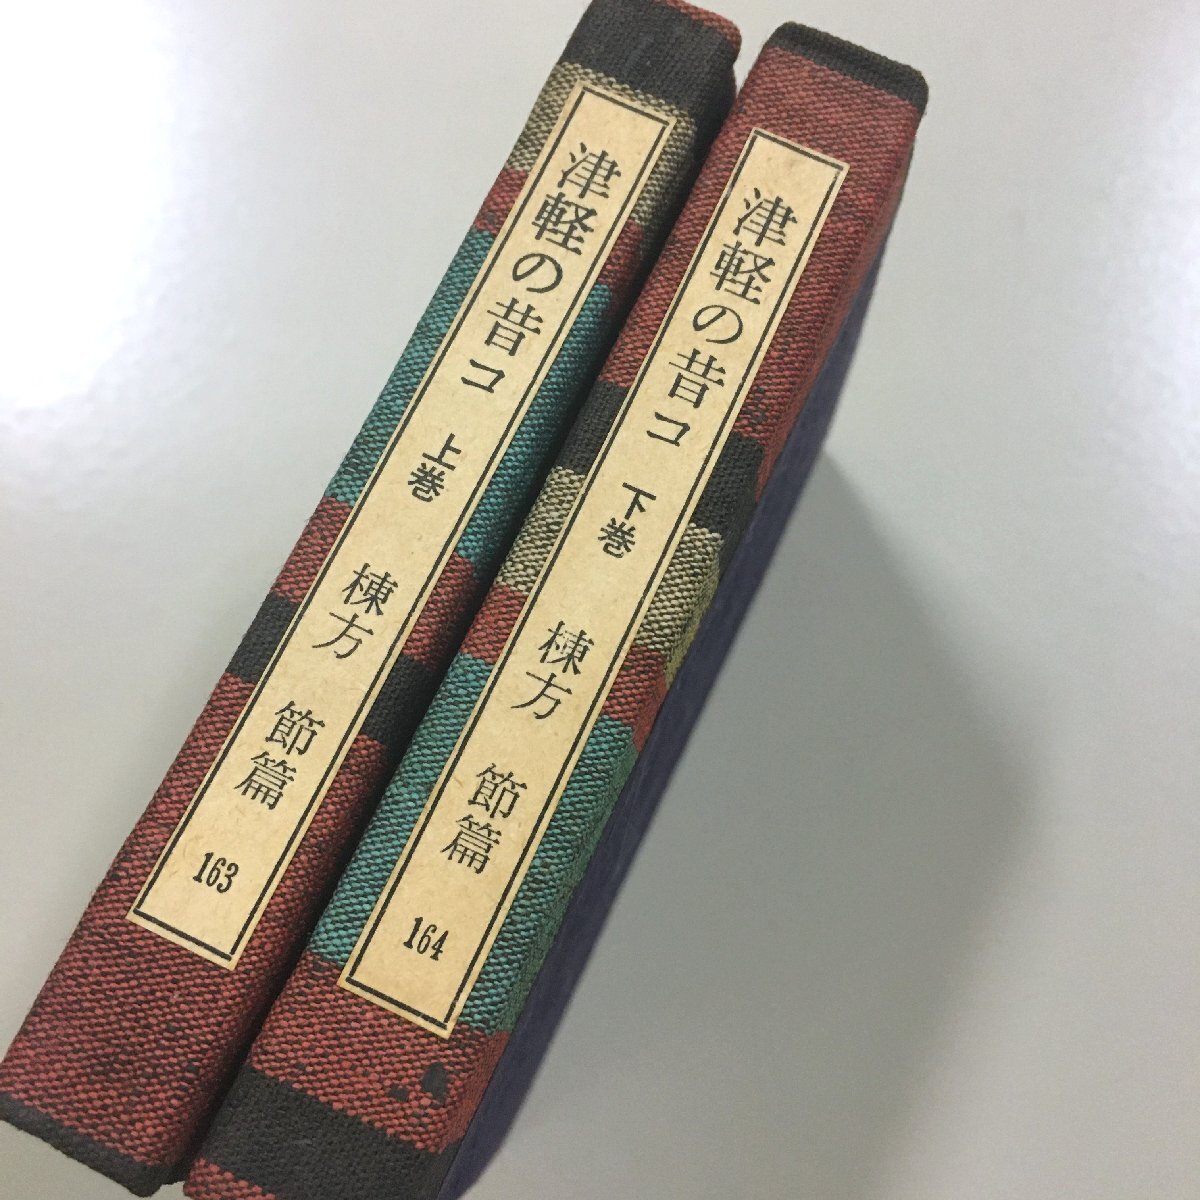 津軽の昔コ 上巻 棟方 節篇 163
津軽の昔コ 下巻 棟方 節篇 164